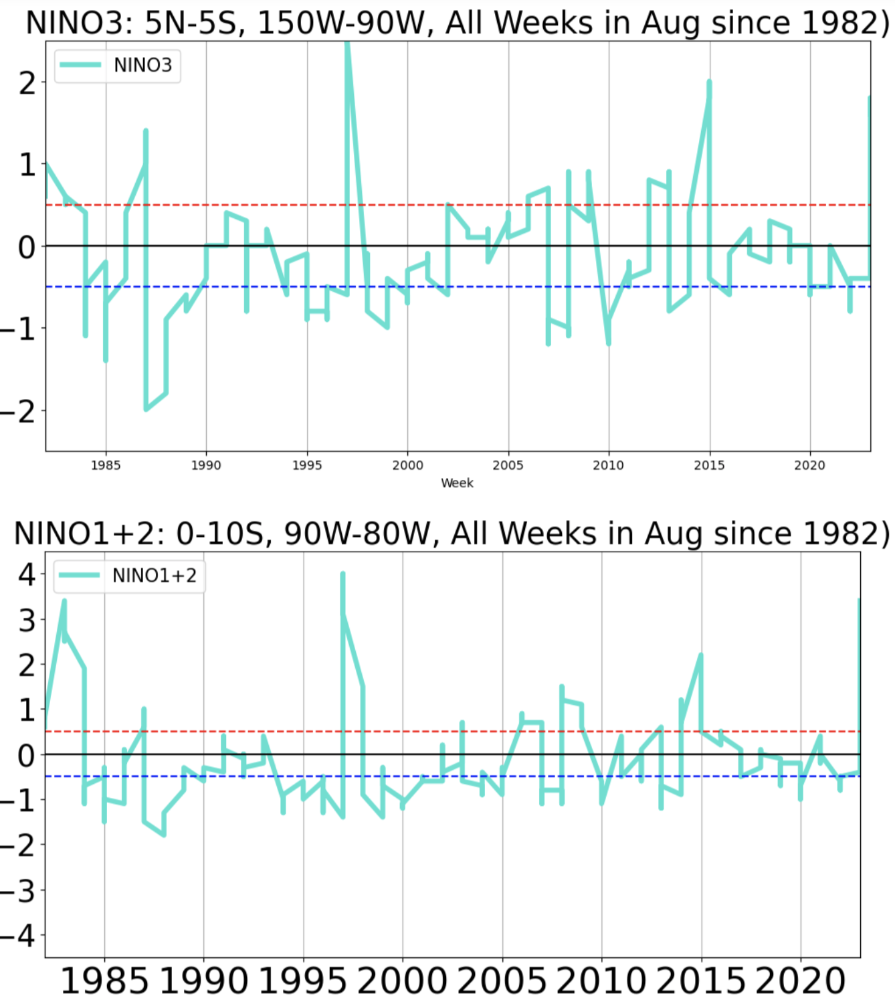 NINO3: 5N-5S, 150W-90W, All Weeks in Aug since 1982)
NINO3
2
1
0
−1
−2
1985 1990 1995 2000 2005 2010 2015 2020
Week
NINO1+2: 0-10S, 90W-80W, All Weeks in Aug since 1982)
NINO1+2
4
3
2
1
0
−1
−2
−3
−4
1985 1990 1995 2000 2005 2010 2015 2020